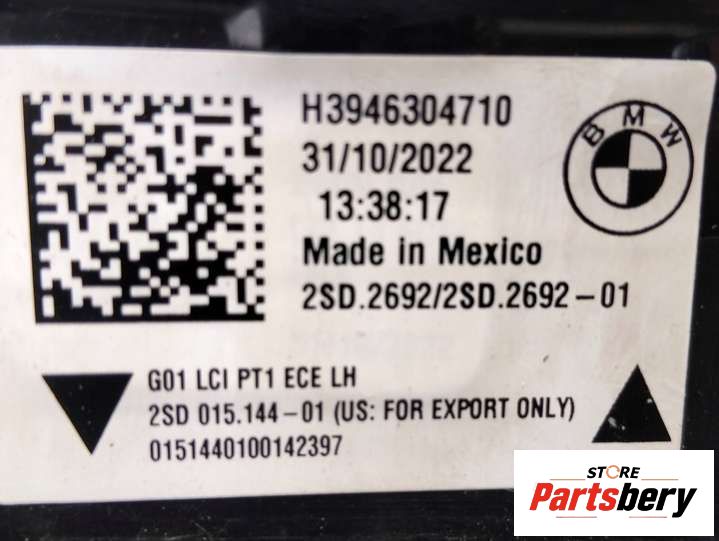 H3946304710
31/10/2022
13:38:17
Made in Mexico
2SD.2692/2SD.2692-01
BMW
G01 LCI PT1 ECE LH
2SD 015.144-01 (US: FOR EXPORT ONLY)
0151440100142397
STORE
Partsbery